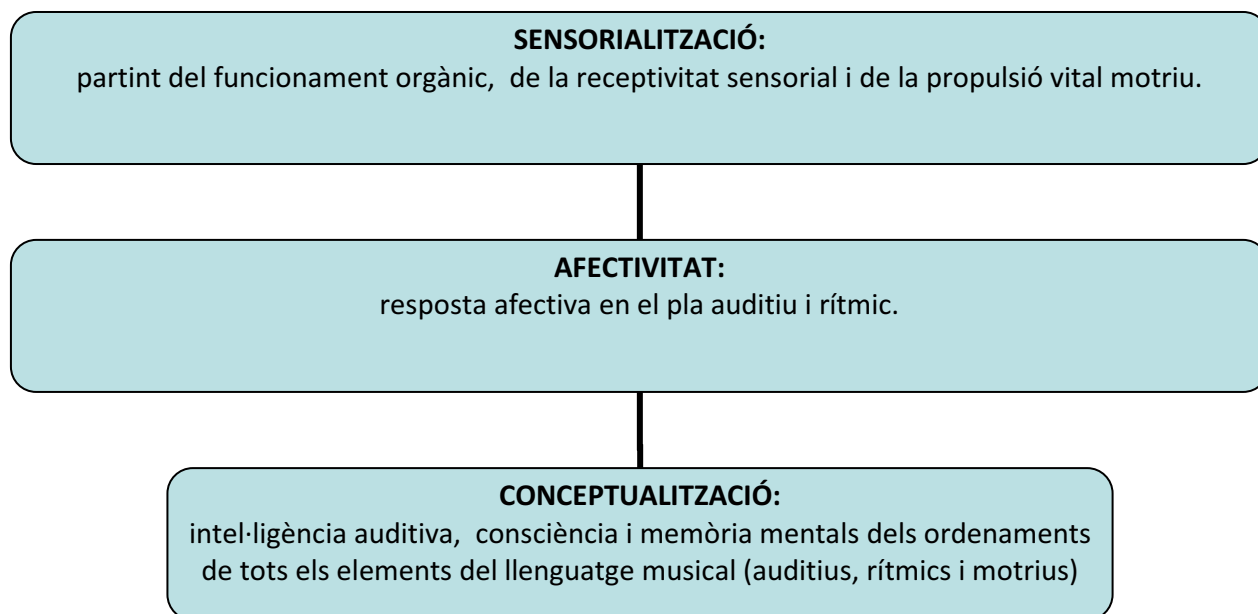 SENSORIALITZACIÓ:
partint del funcionament orgànic, de la receptivitat sensorial i de la propulsió vital motriu.
AFECTIVITAT:
resposta afectiva en el pla auditiu i rítmic.
CONCEPTUALITZACIÓ:
intel·ligència auditiva, consciència i memòria mentals dels ordenaments
de tots els elements del llenguatge musical (auditius, rítmics i motrius)